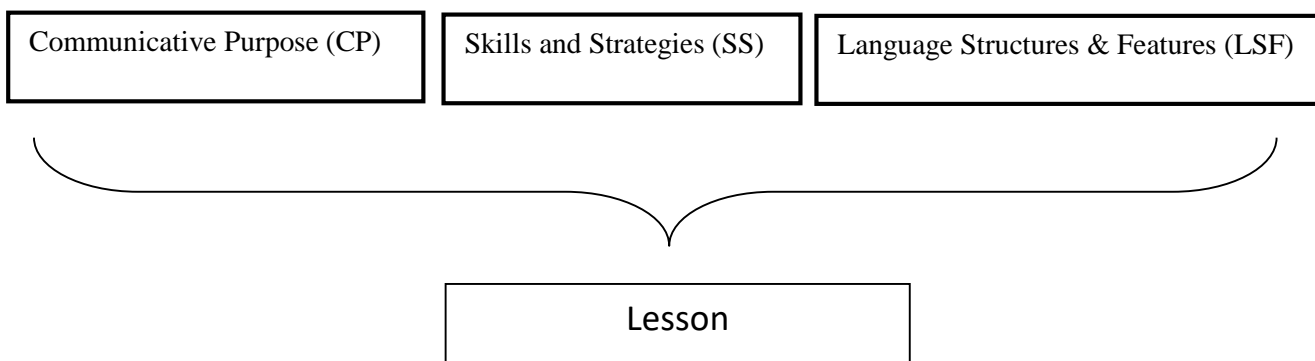 Communicative Purpose (CP)
Skills and Strategies (SS)
Language Structures & Features (LSF)
Lesson